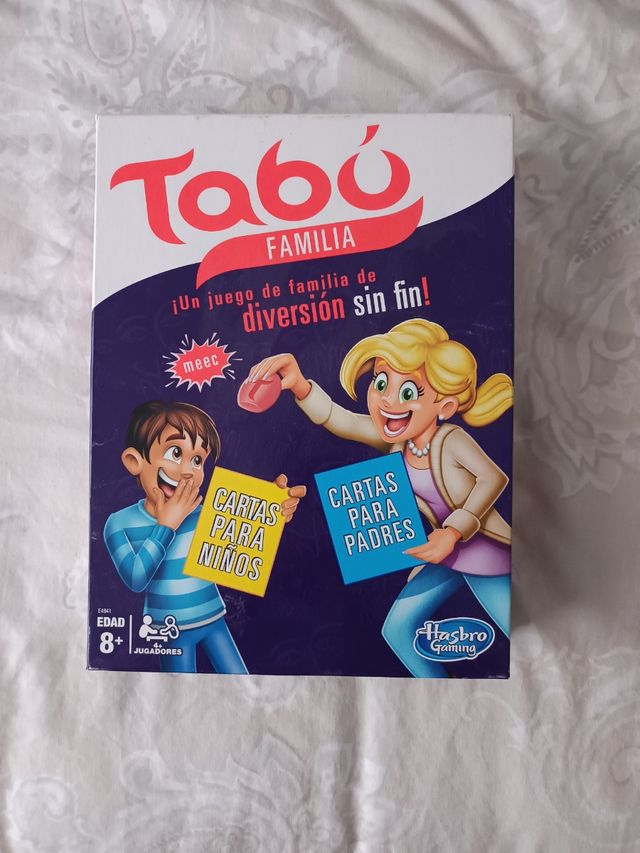 Tabú
FAMILIA
¡Un juego de familia de
diversión sin fin!
meec
CARTAS
PARA
NIÑOS
CARTAS
PARA
PADRES
E4941
EDAD
8+
4+
JUGADORES
Hasbro
Gaming